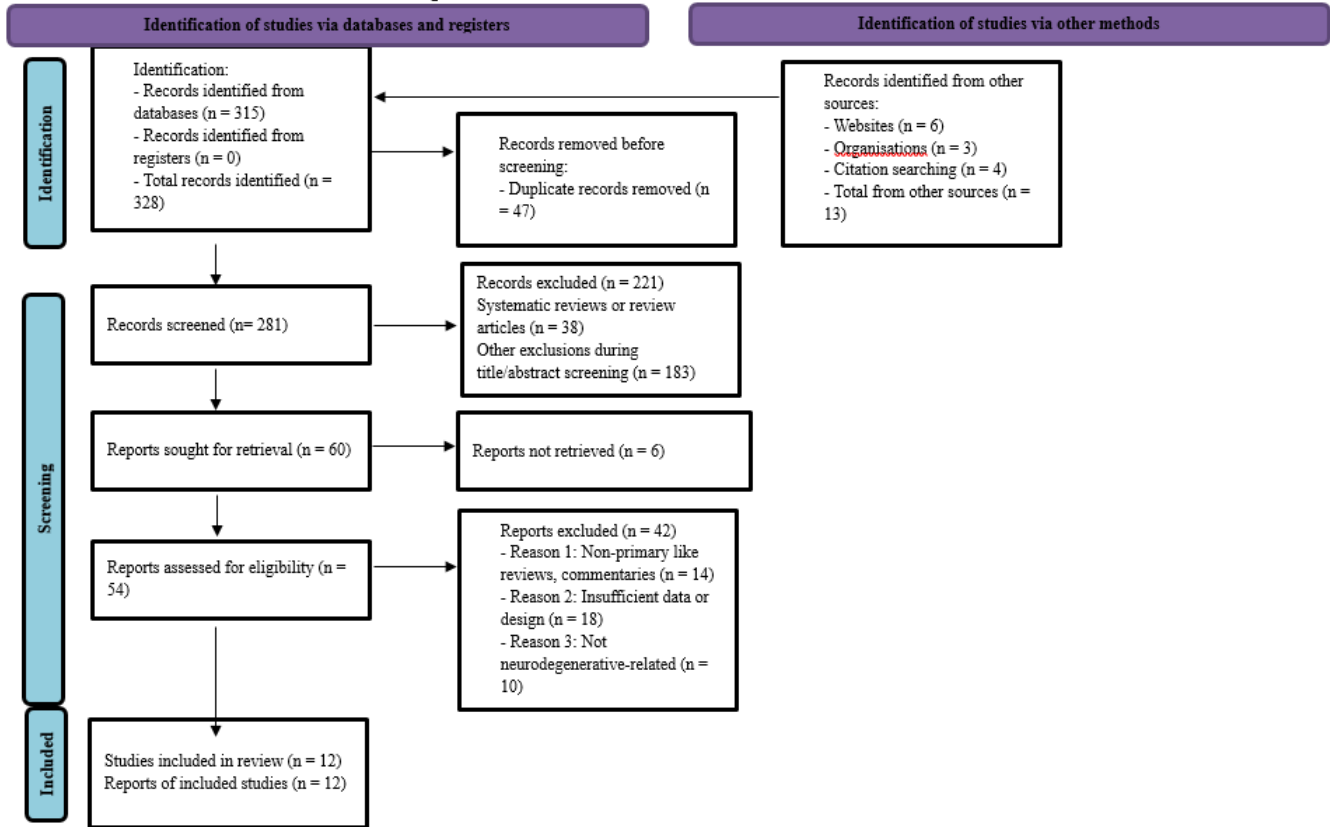 Identification of studies via databases and registers
Identification of studies via other methods
Identification
Identification:
- Records identified from
databases (n = 315)
- Records identified from
registers (n = 0)
- Total records identified (n =
328)
Records removed before
screening:
- Duplicate records removed (n
= 47)
Records identified from other
sources:
- Websites (n = 6)
- Organisations (n = 3)
- Citation searching (n = 4)
- Total from other sources (n =
13)
Screening
Records screened (n= 281)
Records excluded (n = 221)
Systematic reviews or review
articles (n = 38)
Other exclusions during
title/abstract screening (n = 183)
Reports sought for retrieval (n = 60)
Reports not retrieved (n = 6)
Reports assessed for eligibility (n =
54)
Reports excluded (n = 42)
- Reason 1: Non-primary like
reviews, commentaries (n = 14)
- Reason 2: Insufficient data or
design (n = 18)
- Reason 3: Not
neurodegenerative-related (n =
10)
Included
Studies included in review (n = 12)
Reports of included studies (n = 12)